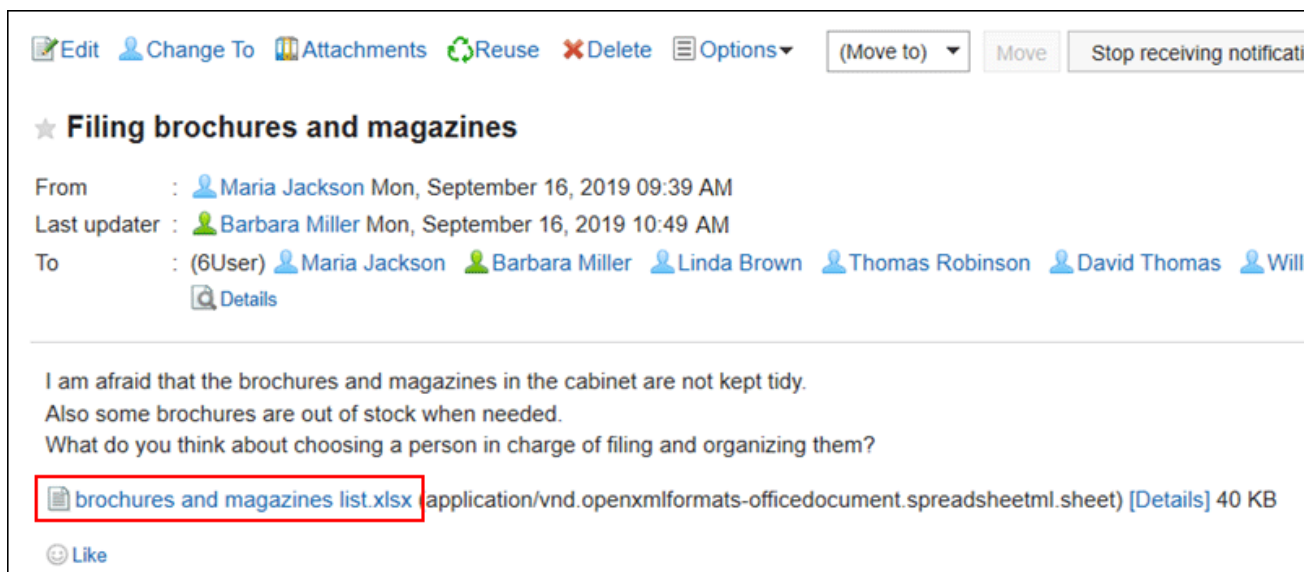 Edit Change To Attachments Reuse Delete Options (Move to) Move Stop receiving notificati
Filing brochures and magazines
From : Maria Jackson Mon, September 16, 2019 09:39 AM
Last updater : Barbara Miller Mon, September 16, 2019 10:49 AM
To : (6User) Maria Jackson Barbara Miller Linda Brown Thomas Robinson David Thomas Will
Details
I am afraid that the brochures and magazines in the cabinet are not kept tidy.
Also some brochures are out of stock when needed.
What do you think about choosing a person in charge of filing and organizing them?
brochures and magazines list.xlsx (application/vnd.openxmlformats-officedocument.spreadsheetml.sheet) [Details] 40 KB
Like